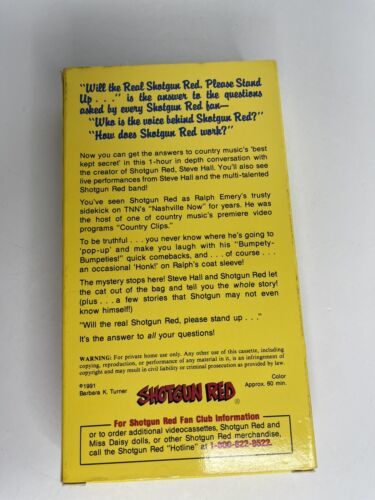 "Will the Real Shotgun Red, Please Stand
Up . . ." is the answer to the questions
asked by every Shotgun Red fan—
"Who is the voice behind Shotgun Red?"
"How does Shotgun Red work?"
Now you can get the answers to country music's 'best
kept secret' in this 1-hour in depth conversation with
the creator of Shotgun Red, Steve Hall. You'll also see
live performances from Steve Hall and the multi-talented
Shotgun Red band!
You've seen Shotgun Red as Ralph Emery's trusty
sidekick on TNN's "Nashville Now" for years. He was
the host of one of country music's premiere video
programs "Country Clips."
To be truthful . . . you never know where he's going to
'pop-up' and make you laugh with his "Bumpety-
Bumpeties!" quick comebacks, and . . . of course . . .
an occasional 'Honk!' on Ralph's coat sleeve!
The mystery stops here! Steve Hall and Shotgun Red let
the cat out of the bag and tell you the whole story!
(plus . . . a few stories that Shotgun may not even
know himself!)
"Will the real Shotgun Red, please stand up . . ."
It's the answer to all your questions!
WARNING: For private home use only. Any other use of this cassette, including
copying, reproduction, or performance of any material in it, is an infringement of
copyright and may result in civil liability or criminal prosecution as provided by law.
©1991
Barbara K. Turner
SHOTGUN RED®
Color
Approx. 60 min.
For Shotgun Red Fan Club Information
or to order additional videocassettes, Shotgun Red and
Miss Daisy dolls, or other Shotgun Red merchandise,
call the Shotgun Red "Hotline" at